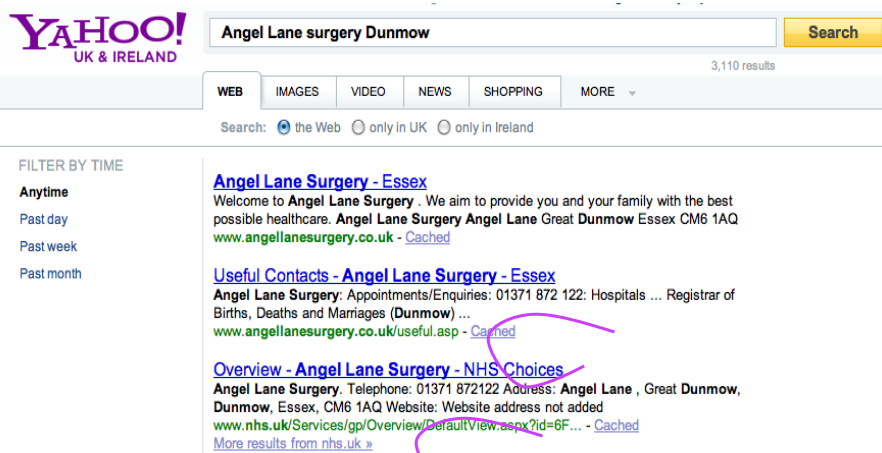 YAHOO!
UK & IRELAND
Angel Lane surgery Dunmow
Search
3,110 results
WEB IMAGES VIDEO NEWS SHOPPING MORE
Search: the Web only in UK only in Ireland
FILTER BY TIME
Anytime
Past day
Past week
Past month
Angel Lane Surgery - Essex
Welcome to Angel Lane Surgery . We aim to provide you and your family with the best
possible healthcare. Angel Lane Surgery Angel Lane Great Dunmow Essex CM6 1AQ
www.angellanesurgery.co.uk - Cached
Useful Contacts - Angel Lane Surgery - Essex
Angel Lane Surgery: Appointments/Enquiries: 01371 872 122: Hospitals ... Registrar of
Births, Deaths and Marriages (Dunmow) ...
www.angellanesurgery.co.uk/useful.asp - Cached
Overview - Angel Lane Surgery - NHS Choices
Angel Lane Surgery. Telephone: 01371 872122 Address: Angel Lane , Great Dunmow,
Dunmow, Essex, CM6 1AQ Website: Website address not added
www.nhs.uk/Services/gp/Overview/DefaultView.aspx?id=6F... - Cached
More results from nhs.uk »